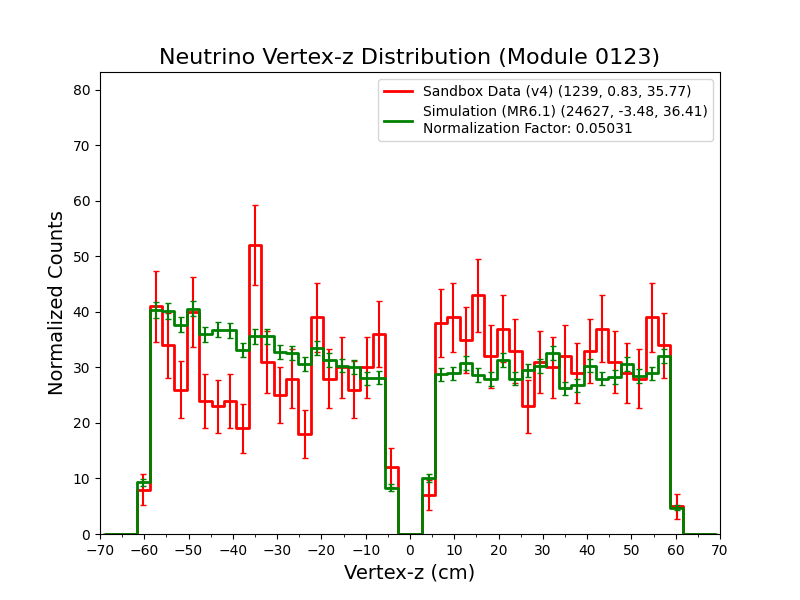 Neutrino Vertex-z Distribution (Module 0123)
Sandbox Data (v4) (1239, 0.83, 35.77)
Simulation (MR6.1) (24627, -3.48, 36.41)
Normalization Factor: 0.05031
Normalized Counts
80
70
60
50
40
30
20
10
0
−70 −60 −50 −40 −30 −20 −10 0 10 20 30 40 50 60 70
Vertex-z (cm)